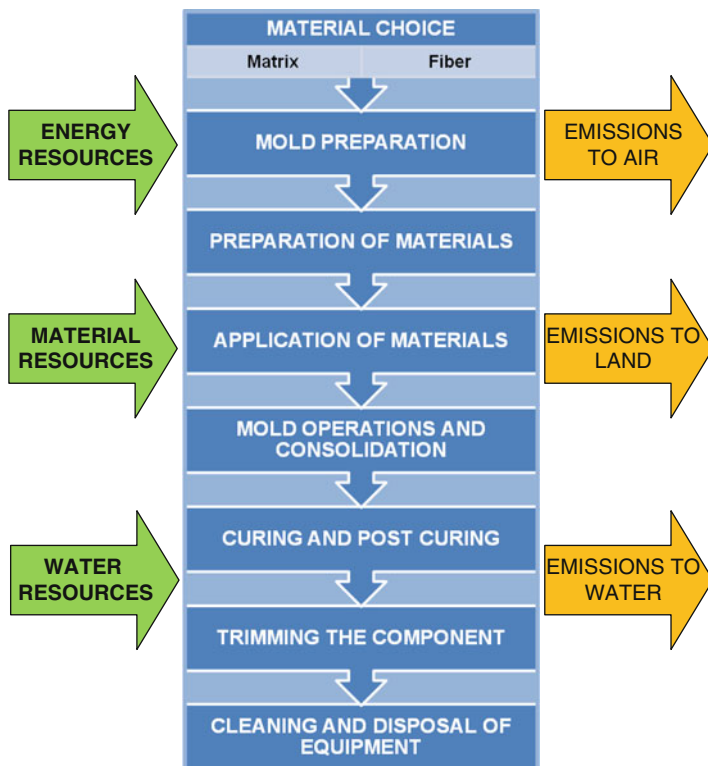 MATERIAL CHOICE
Matrix
Fiber
ENERGY
RESOURCES
MOLD PREPARATION
EMISSIONS
TO AIR
PREPARATION OF MATERIALS
MATERIAL
RESOURCES
APPLICATION OF MATERIALS
EMISSIONS TO
LAND
MOLD OPERATIONS AND
CONSOLIDATION
WATER
RESOURCES
CURING AND POST CURING
EMISSIONS TO
WATER
TRIMMING THE COMPONENT
CLEANING AND DISPOSAL OF
EQUIPMENT